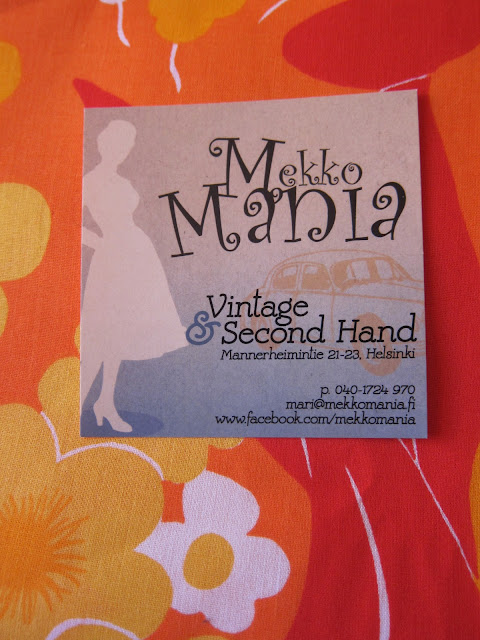 Mekko
Mania
Vintage
& Second Hand
Mannerheimintie 21-23, Helsinki
p. 040-1724 970
mari@mekkomania.fi
www.facebook.com/mekkomania